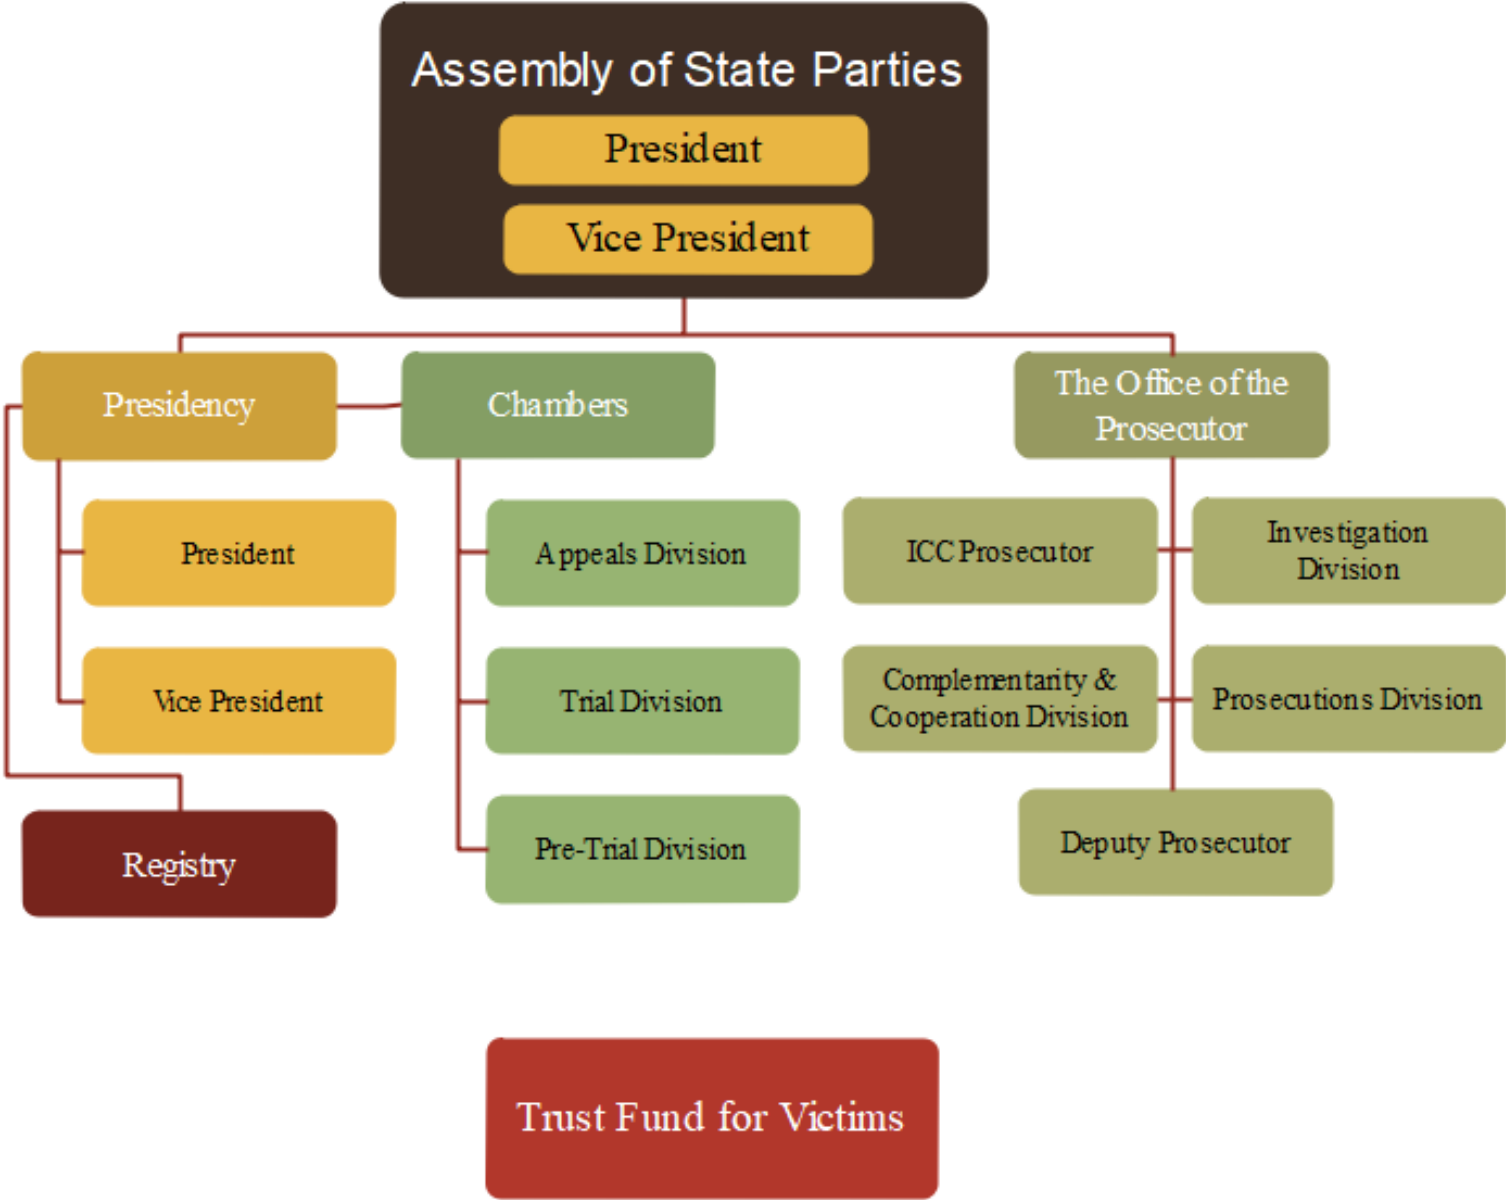 Assembly of State Parties
President
Vice President
Presidency
Chambers
The Office of the
Prosecutor
President
Appeals Division
ICC Prosecutor
Investigation
Division
Vice President
Trial Division
Complementarity &
Cooperation Division
Prosecutions Division
Registry
Pre-Trial Division
Deputy Prosecutor
Trust Fund for Victims